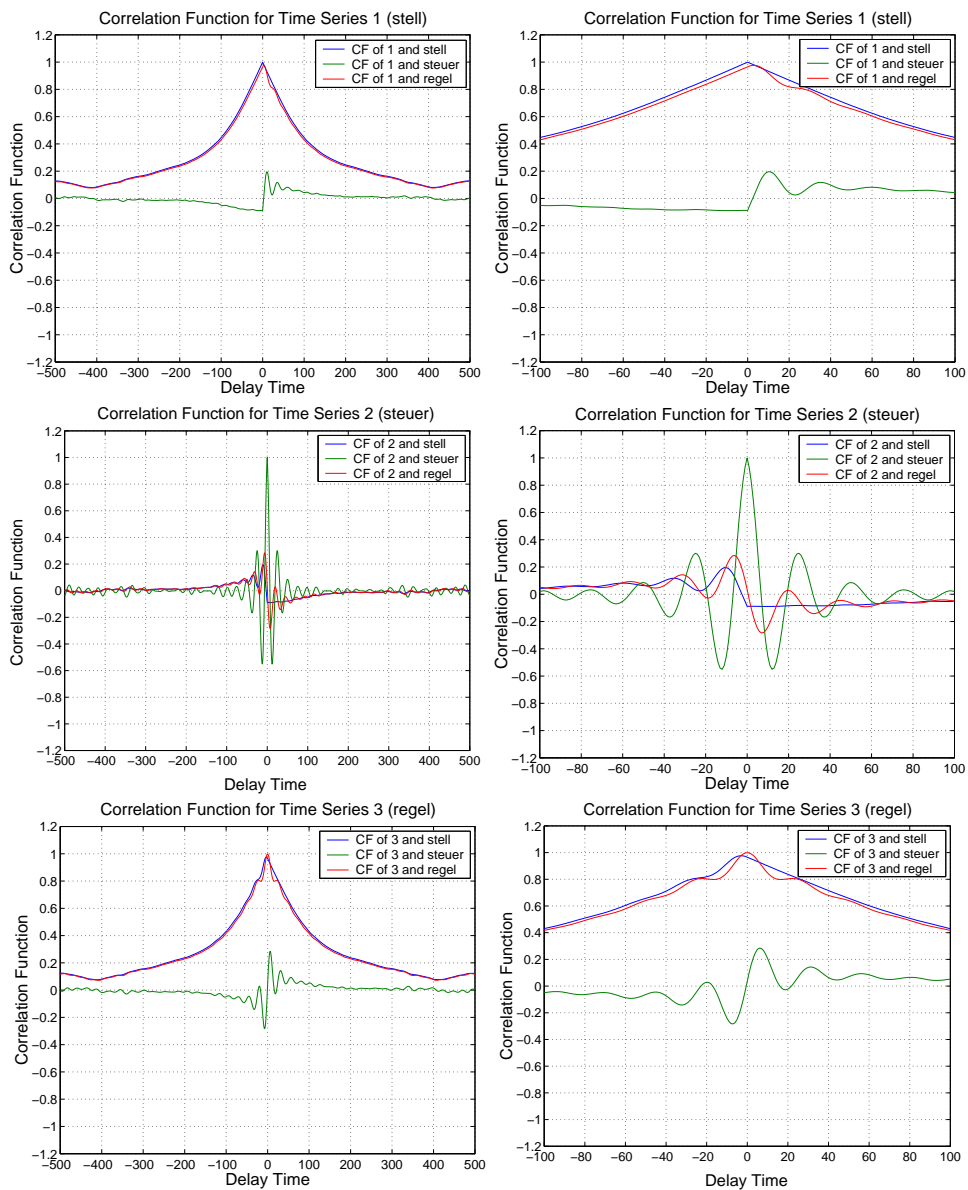 Correlation Function for Time Series 1 (stell)
CF of 1 and stell
CF of 1 and steuer
CF of 1 and regel
Correlation Function
1.2
1
0.8
0.6
0.4
0.2
0
−0.2
−0.4
−0.6
−0.8
−1
−1.2
−500 −400 −300 −200 −100 0 100 200 300 400 500
Delay Time
Correlation Function for Time Series 1 (stell)
CF of 1 and stell
CF of 1 and steuer
CF of 1 and regel
Correlation Function
1.2
1
0.8
0.6
0.4
0.2
0
−0.2
−0.4
−0.6
−0.8
−1
−1.2
−100 −80 −60 −40 −20 0 20 40 60 80 100
Delay Time
Correlation Function for Time Series 2 (steuer)
CF of 2 and stell
CF of 2 and steuer
CF of 2 and regel
Correlation Function
1.2
1
0.8
0.6
0.4
0.2
0
−0.2
−0.4
−0.6
−0.8
−1
−1.2
−500 −400 −300 −200 −100 0 100 200 300 400 500
Delay Time
Correlation Function for Time Series 2 (steuer)
CF of 2 and stell
CF of 2 and steuer
CF of 2 and regel
Correlation Function
1.2
1
0.8
0.6
0.4
0.2
0
−0.2
−0.4
−0.6
−0.8
−1
−1.2
−100 −80 −60 −40 −20 0 20 40 60 80 100
Delay Time
Correlation Function for Time Series 3 (regel)
CF of 3 and stell
CF of 3 and steuer
CF of 3 and regel
Correlation Function
1.2
1
0.8
0.6
0.4
0.2
0
−0.2
−0.4
−0.6
−0.8
−1
−1.2
−500 −400 −300 −200 −100 0 100 200 300 400 500
Delay Time
Correlation Function for Time Series 3 (regel)
CF of 3 and stell
CF of 3 and steuer
CF of 3 and regel
Correlation Function
1.2
1
0.8
0.6
0.4
0.2
0
−0.2
−0.4
−0.6
−0.8
−1
−1.2
−100 −80 −60 −40 −20 0 20 40 60 80 100
Delay Time